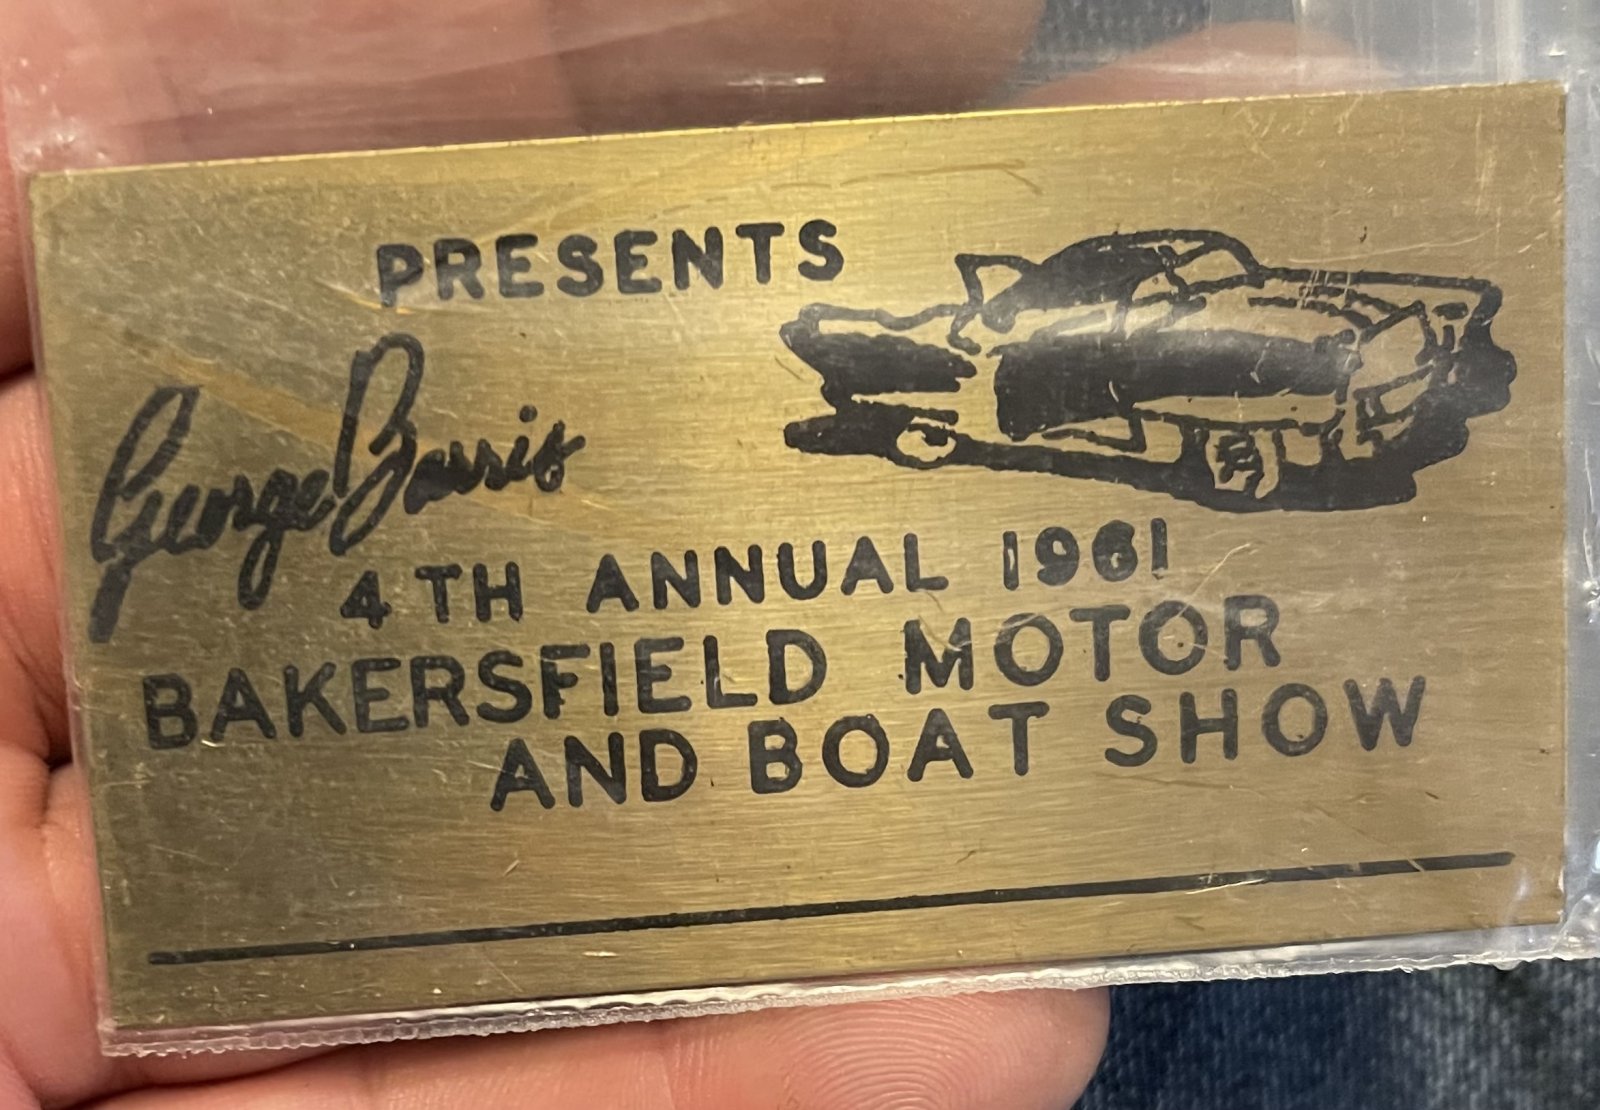 PRESENTS
George Barris
4TH ANNUAL 1961
BAKERSFIELD MOTOR
AND BOAT SHOW